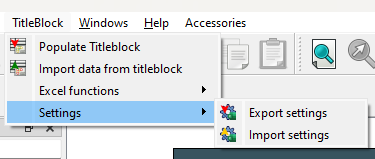 TitleBlock Windows Help Accessories
Populate Titleblock
Import data from titleblock
Excel functions
Settings
Export settings
Import settings